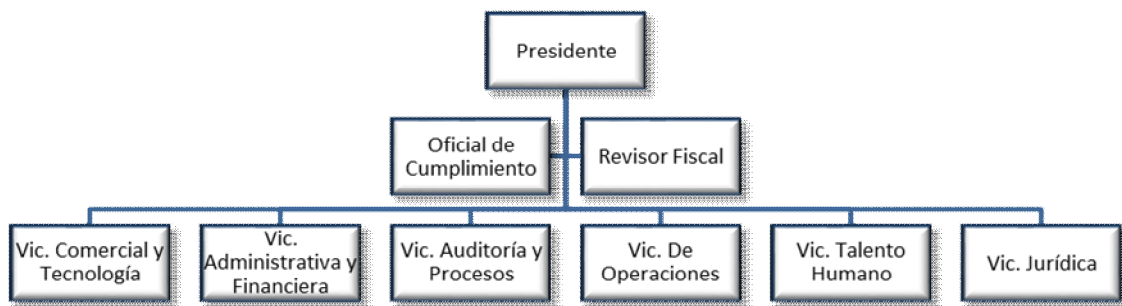 Presidente
Oficial de
Cumplimiento
Revisor Fiscal
Vic. Comercial y
Tecnología
Vic.
Administrativa y
Financiera
Vic. Auditoría y
Procesos
Vic. De
Operaciones
Vic. Talento
Humano
Vic. Jurídica